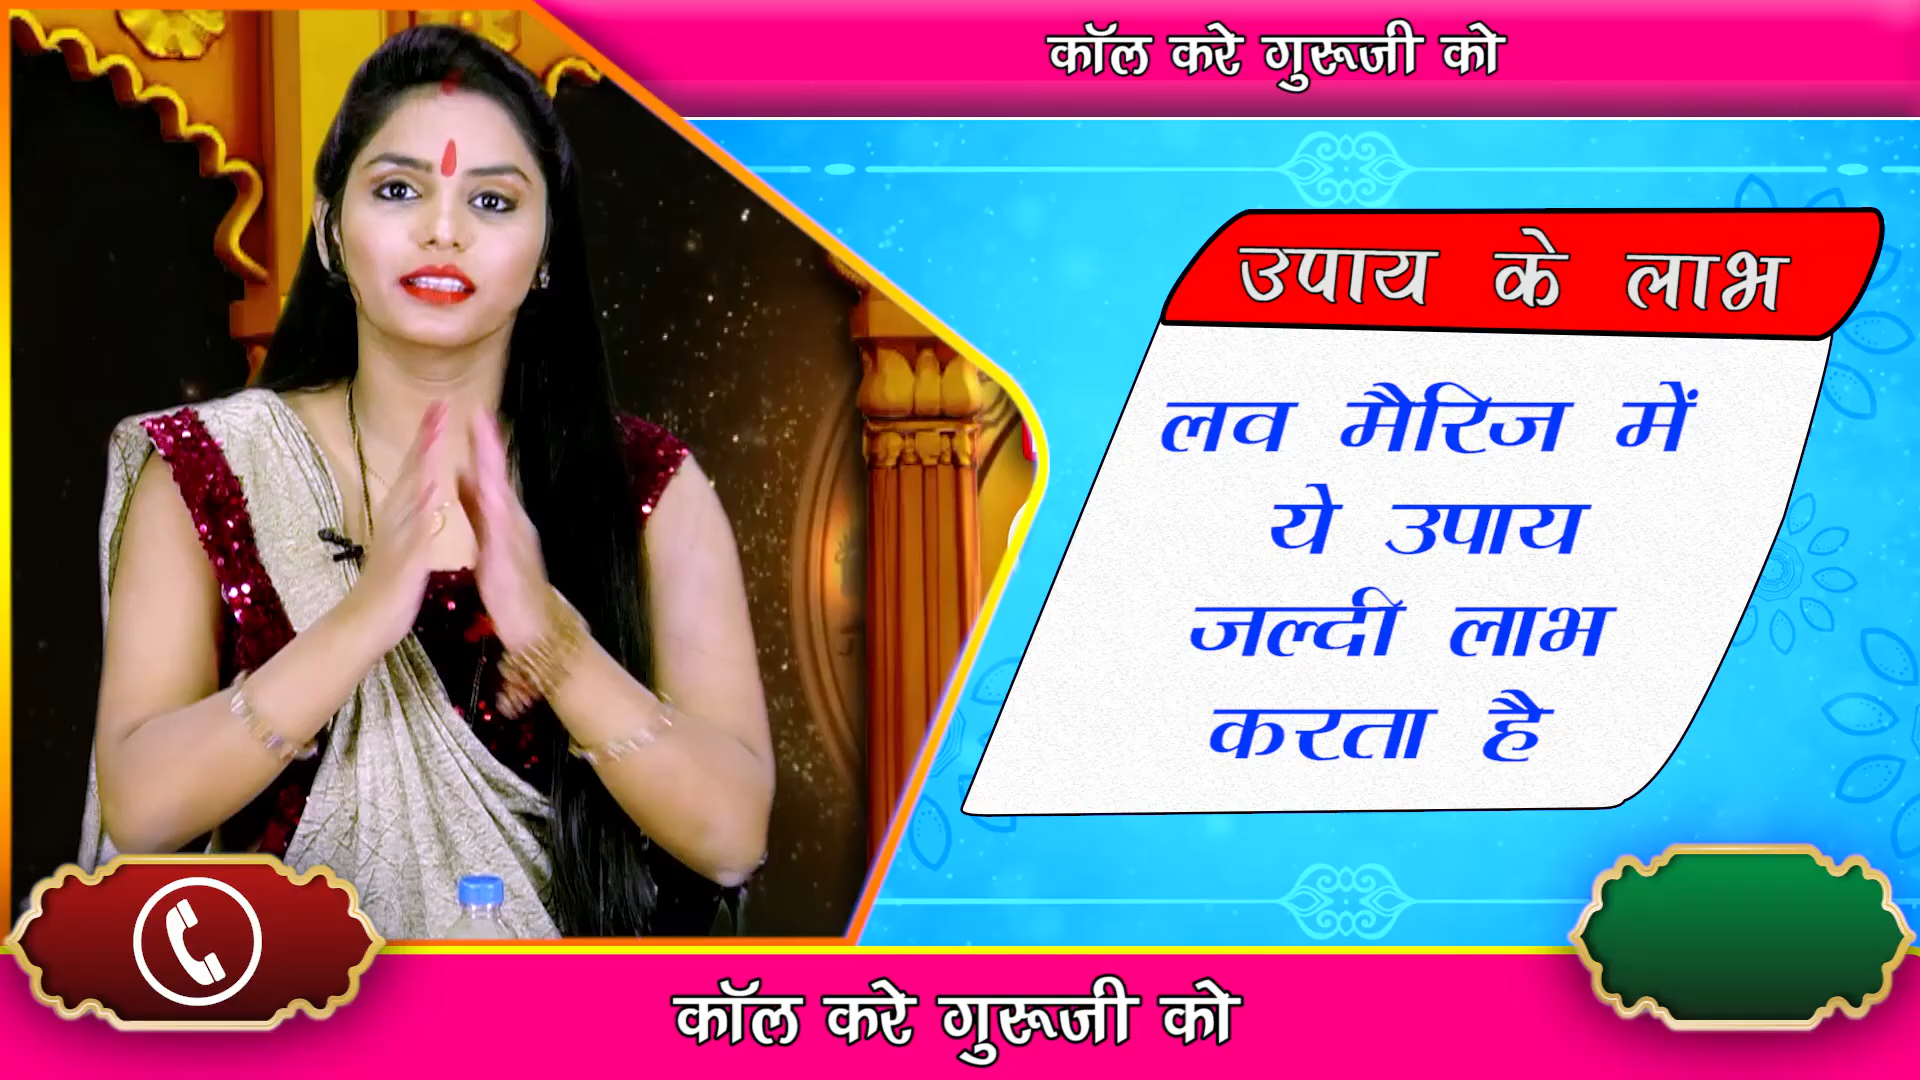 कॉल करे गुरूजी को
उपाय के लाभ
लव मैरिज में
ये उपाय
जल्दी लाभ
करता है
कॉल करे गुरूजी को